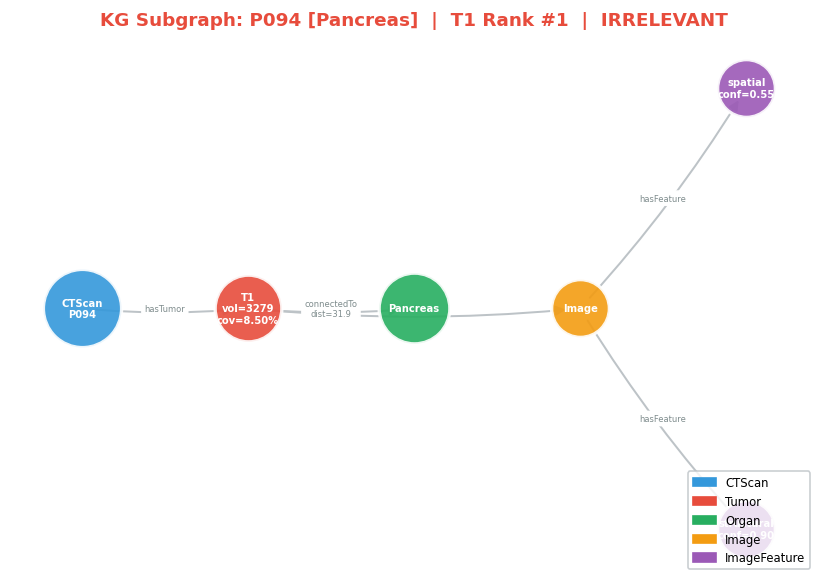 KG Subgraph: P094 [Pancreas]  |  T1 Rank #1  |  IRRELEVANT
spatial
conf=0.55
hasFeature
CTScan
P094
hasTumor
T1
vol=3279
cov=8.50%
connectedTo
dist=31.9
Pancreas
Image
hasFeature
CTScan
Tumor
Organ
Image
ImageFeature